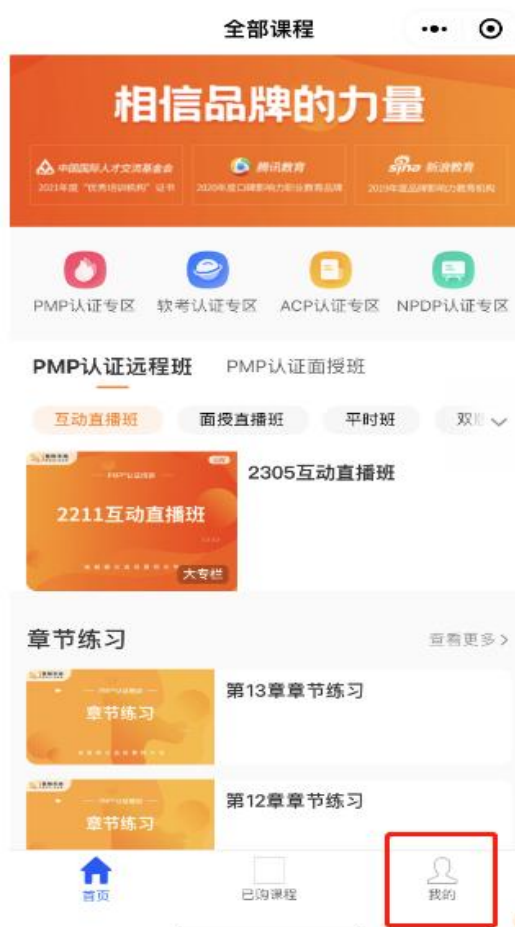 全部课程
相信品牌的力量
中国国际人才交流基金会
腾讯教育
sina 新浪教育
2021年度“优秀培训机构”证书
2020年度口碑影响力职业教育品牌
2019年度品牌影响力教育机构
PMP认证专区
软考认证专区
ACP认证专区
NPDP认证专区
PMP认证远程班
PMP认证面授班
互动直播班
面授直播班
平时班
2305互动直播班
2211互动直播班
大专栏
章节练习
查看更多
第13章章节练习
章节练习
第12章章节练习
章节练习
首页
已购课程
我的